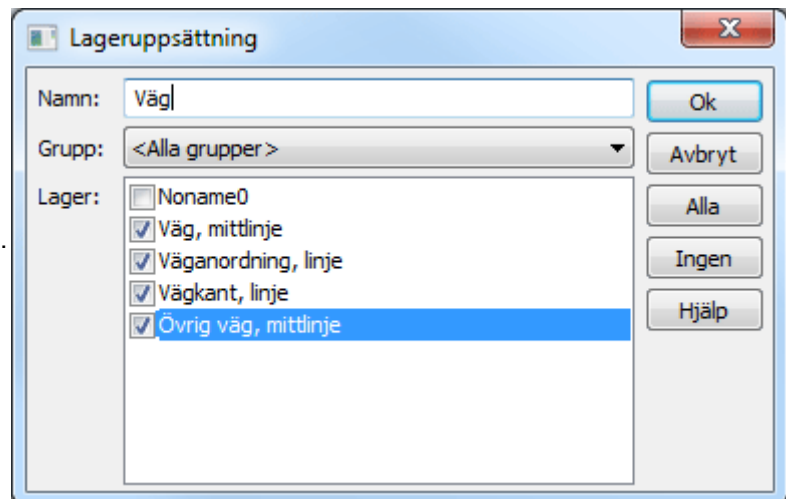 Lageruppsättning
Namn: Väg
Ok
Grupp: <Alla grupper>
Avbryt
Lager: Noname0
Alla
Väg, mittlinje
Väganordning, linje
Ingen
Vägkant, linje
Hjälp
Övrig väg, mittlinje
.